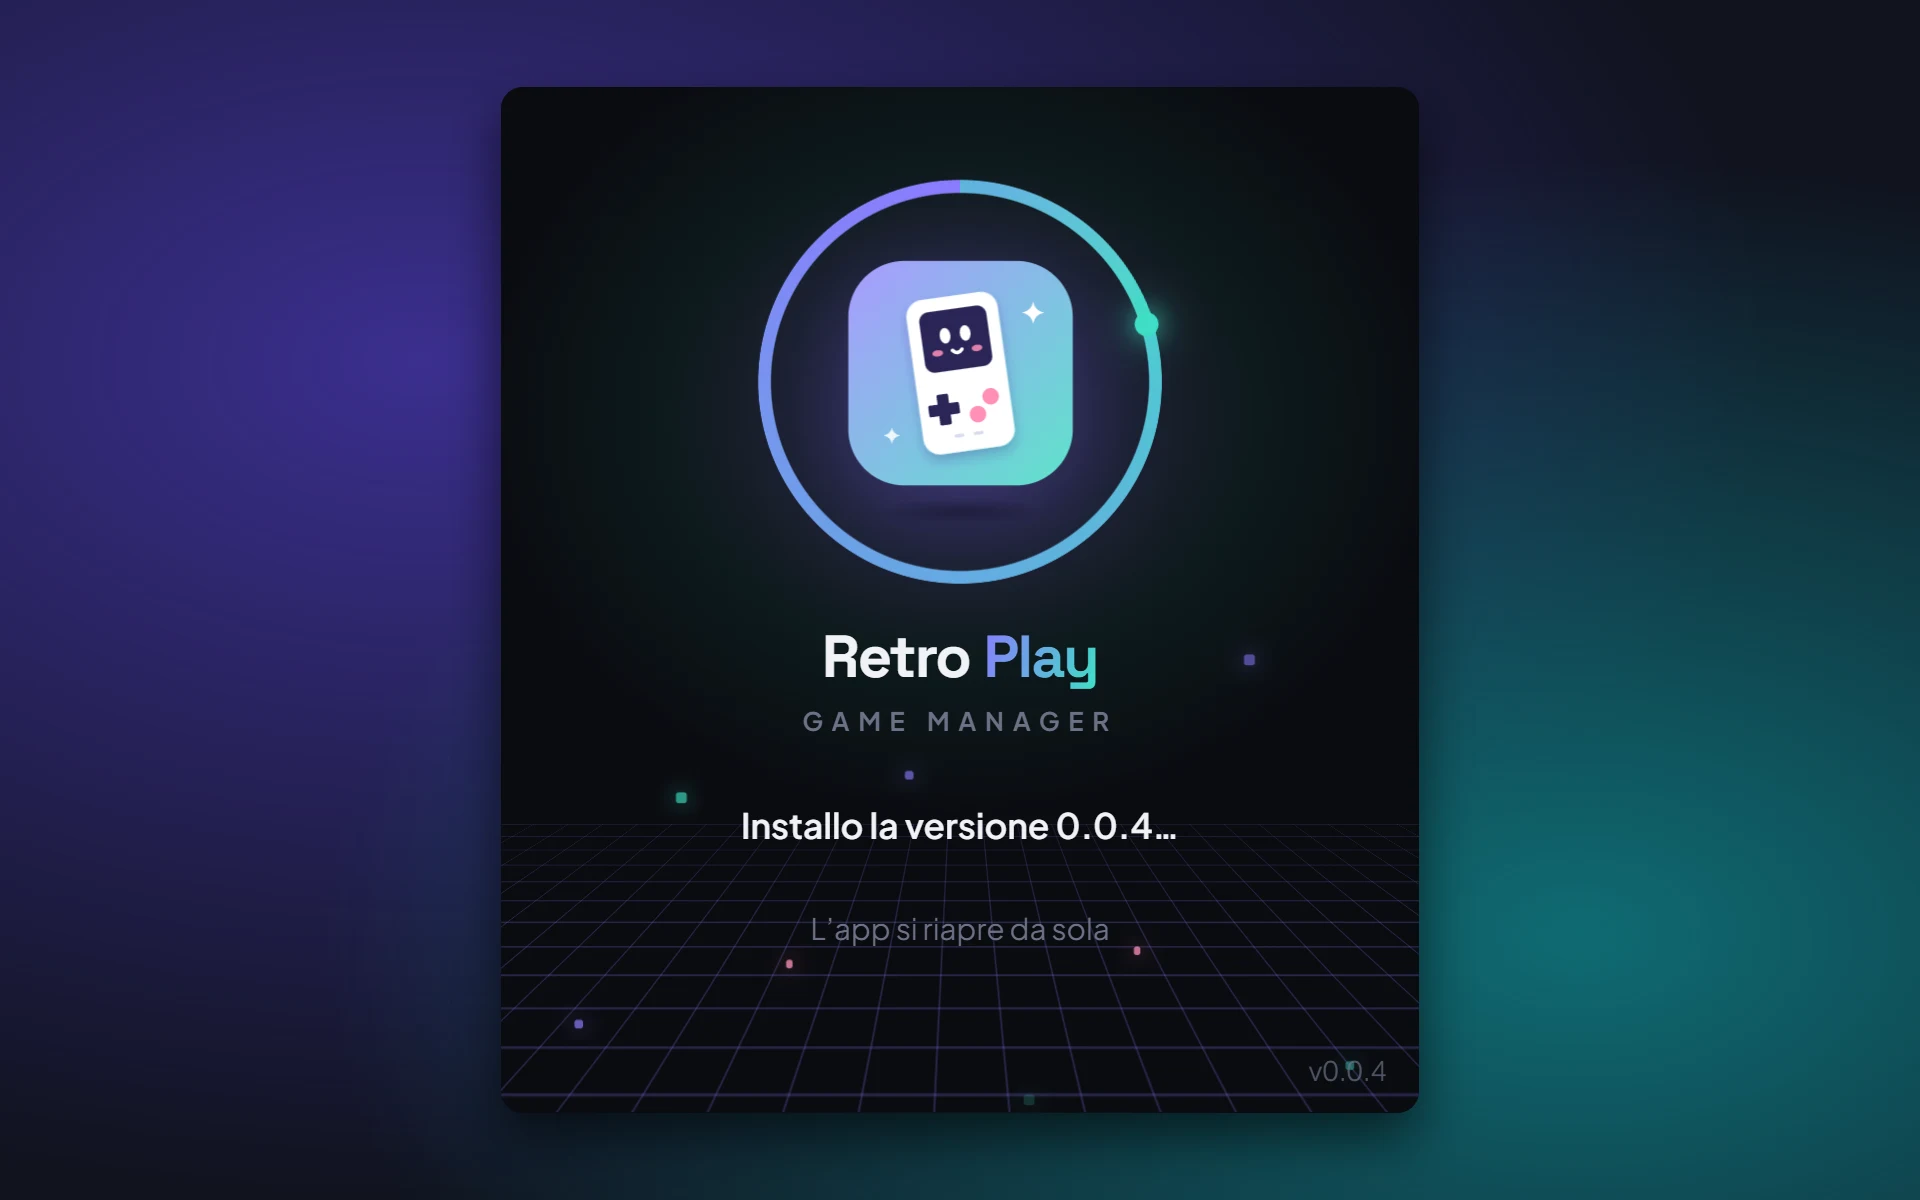 Retro Play
GAME MANAGER
Installo la versione 0.0.4…
L’app si riapre da sola
v0.0.4